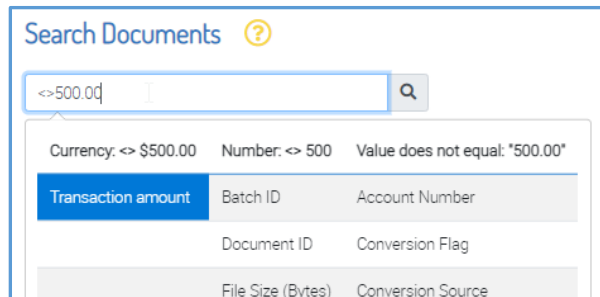 Search Documents ?
<>500.00
Currency: <> $500.00 Number: <> 500 Value does not equal: "500.00"
Transaction amount Batch ID Account Number
Document ID Conversion Flag
File Size (Bytes) Conversion Source